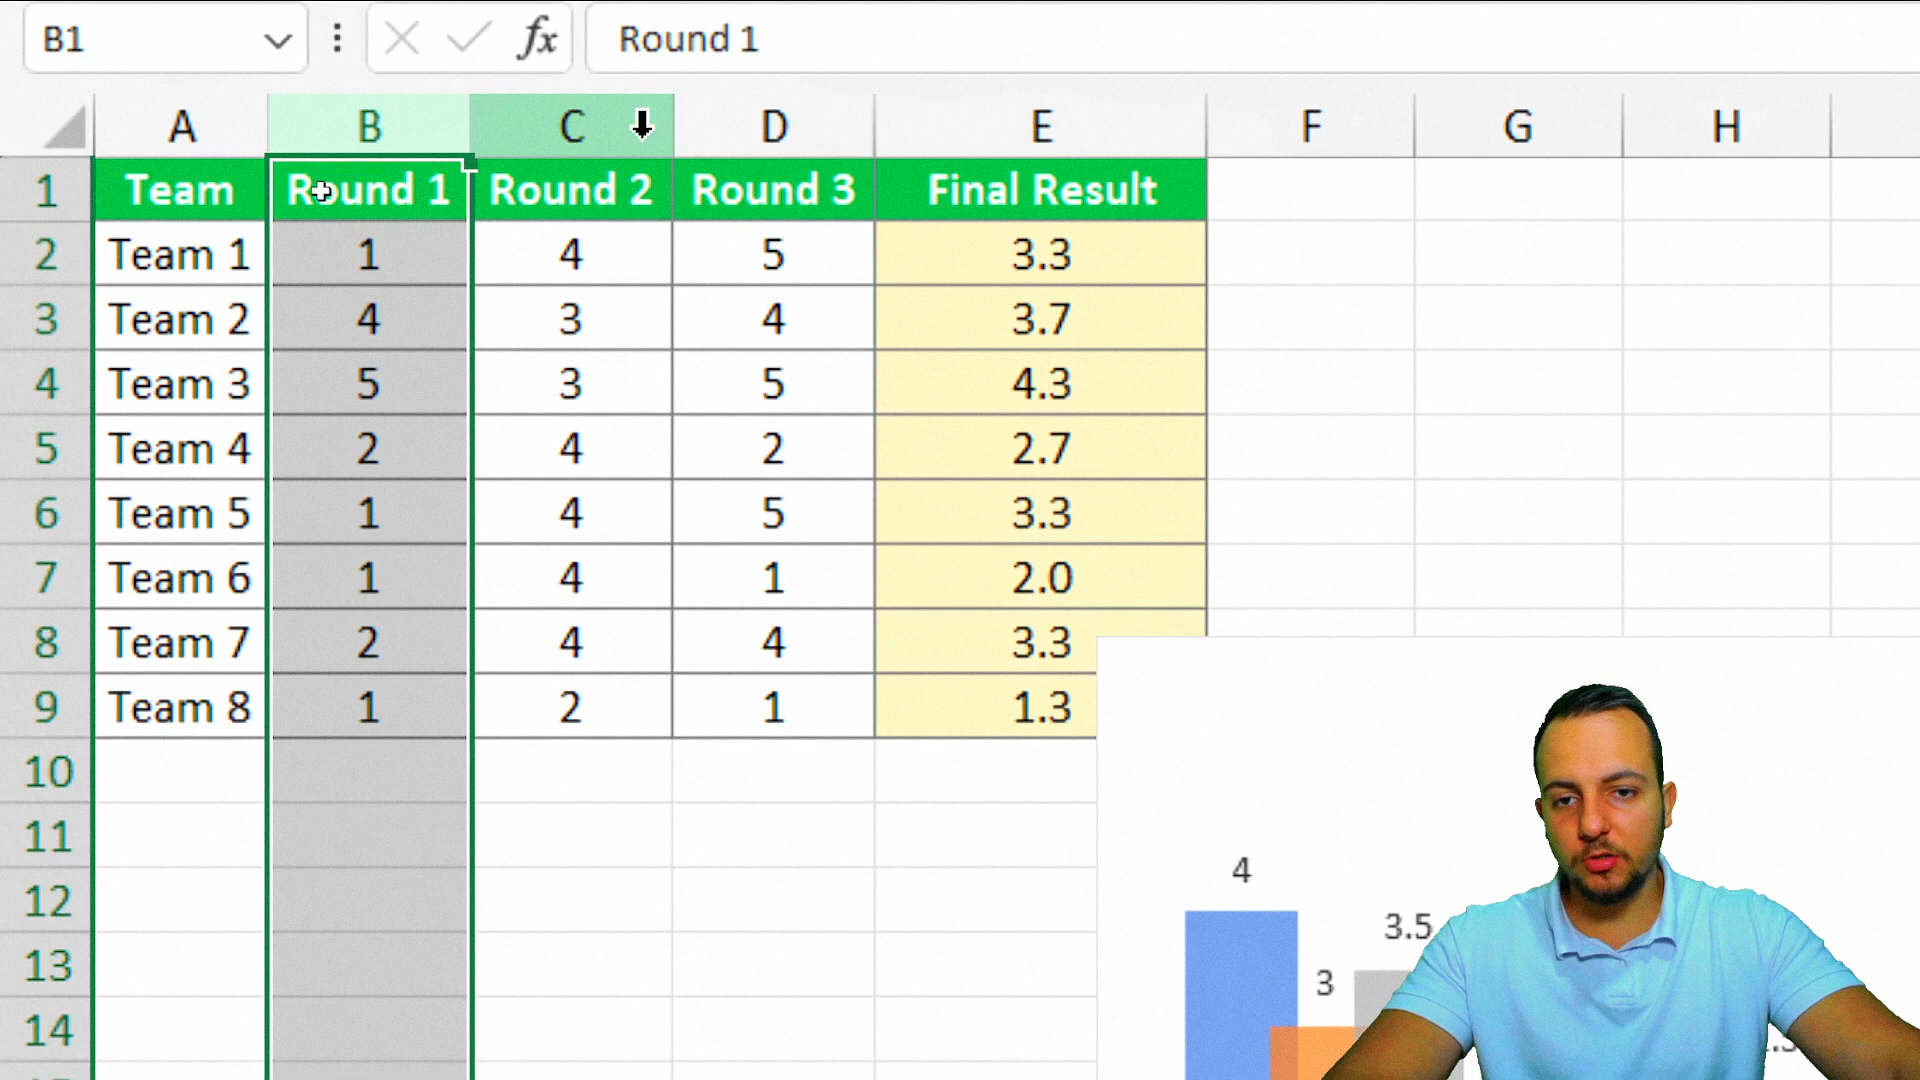 B1 fx Round 1
A B C D E F G H
1 Team Round 1 Round 2 Round 3 Final Result
2 Team 1 1 4 5 3.3
3 Team 2 4 3 4 3.7
4 Team 3 5 3 5 4.3
5 Team 4 2 4 2 2.7
6 Team 5 1 4 5 3.3
7 Team 6 1 4 1 2.0
8 Team 7 2 4 4 3.3
9 Team 8 1 2 1 1.3
10
11
12
13
14
4
3.5
3